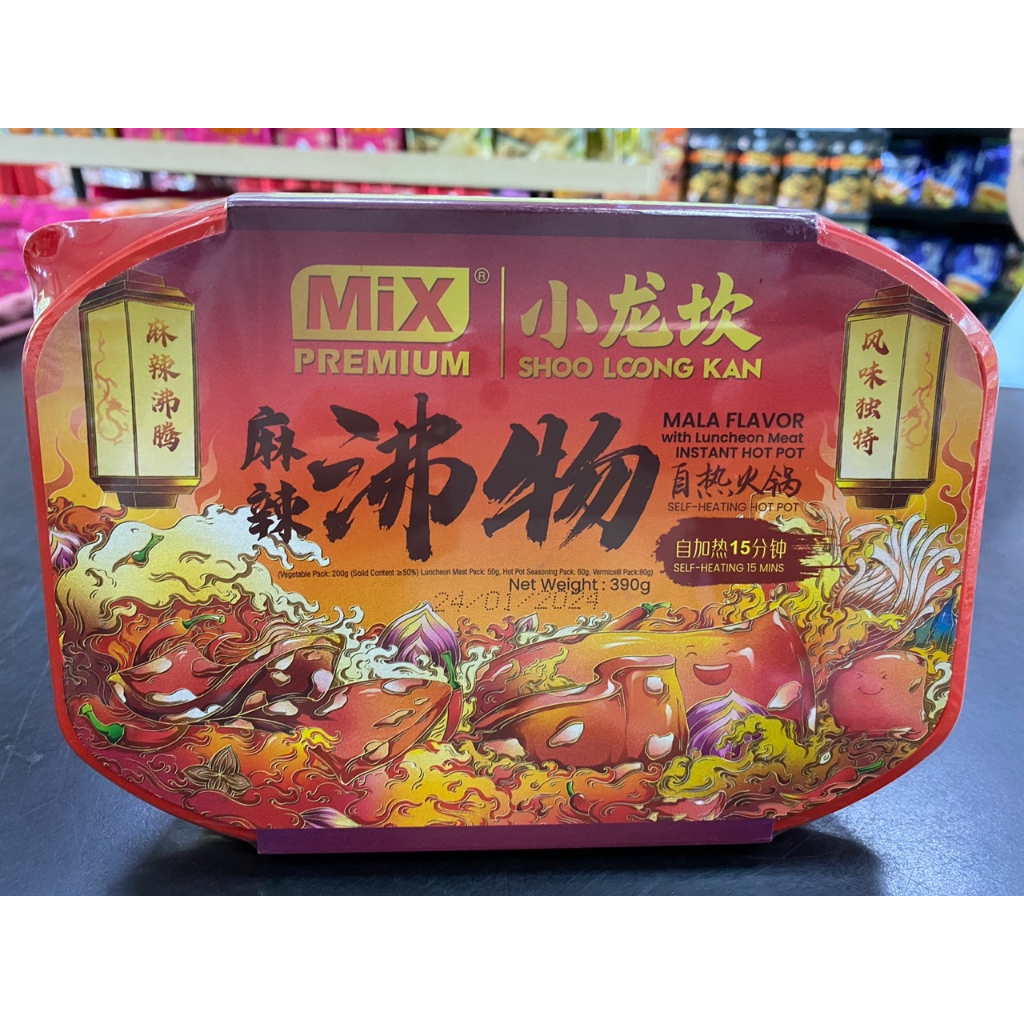 MiX®
PREMIUM
小龙坎
SHOO LOONG KAN
麻辣沸腾
风味独特
麻辣
沸物
MALA FLAVOR
with Luncheon Meat
INSTANT HOT POT
自热火锅
SELF-HEATING HOT POT
自加热15分钟
SELF-HEATING 15 MINS
(Vegetable Pack: 200g (Solid Content ≥50%) Luncheon Meat Pack: 50g, Hot Pot Seasoning Pack: 60g, Vermicelli Pack:80g)
Net Weight : 390g
24/01/2024